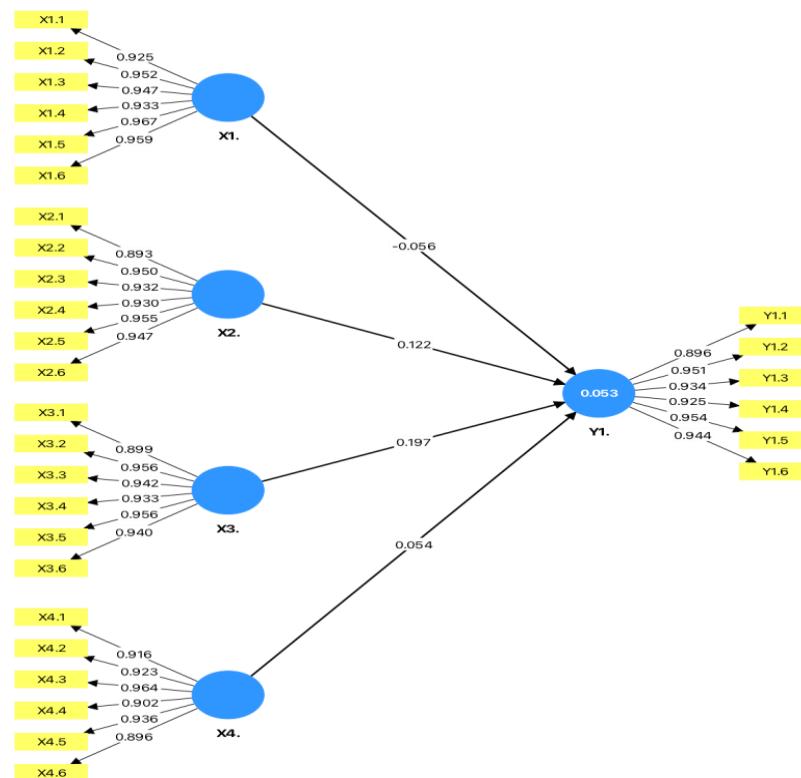 X1.1
X1.2
X1.3
X1.4
X1.5
X1.6
0.925
0.952
0.947
0.933
0.967
0.959
X1.
X2.1
X2.2
X2.3
X2.4
X2.5
X2.6
0.893
0.950
0.932
0.930
0.955
0.947
X2.
X3.1
X3.2
X3.3
X3.4
X3.5
X3.6
0.899
0.956
0.942
0.933
0.956
0.940
X3.
X4.1
X4.2
X4.3
X4.4
X4.5
X4.6
0.916
0.923
0.964
0.902
0.936
0.896
X4.
-0.056
0.122
0.197
0.054
0.053
Y1.
0.896
0.951
0.934
0.925
0.954
0.944
Y1.1
Y1.2
Y1.3
Y1.4
Y1.5
Y1.6